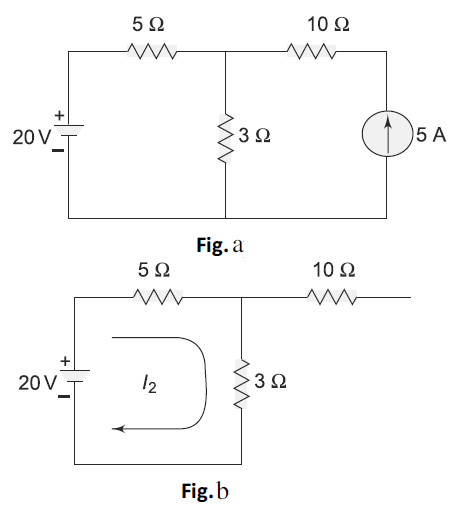 5 Ω 10 Ω
+
20 V 3 Ω 5 A
−
Fig. a
5 Ω 10 Ω
+
20 V I₂ 3 Ω
−
Fig. b